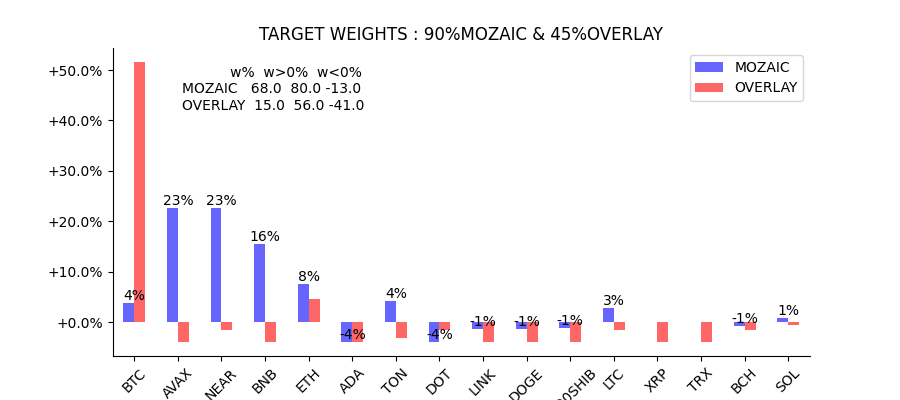 TARGET WEIGHTS : 90%MOZAIC & 45%OVERLAY
w% w>0% w<0%
MOZAIC 68.0 80.0 -13.0
OVERLAY 15.0 56.0 -41.0
MOZAIC
OVERLAY
+50.0%
+40.0%
+30.0%
+20.0%
+10.0%
+0.0%
4% 23% 23% 16% 8% -4% 4% -4% -1% -1% -1% 3% -1% 1%
BTC AVAX NEAR BNB ETH ADA TON DOT LINK DOGE LTC XRP TRX BCH SOL